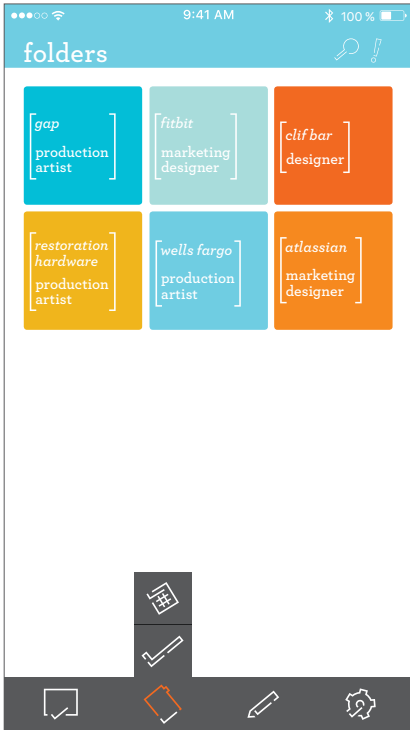 9:41 AM
100 %
folders
gap
production
artist
fitbit
marketing
designer
clif bar
designer
restoration
hardware
production
artist
wells fargo
production
artist
atlassian
marketing
designer